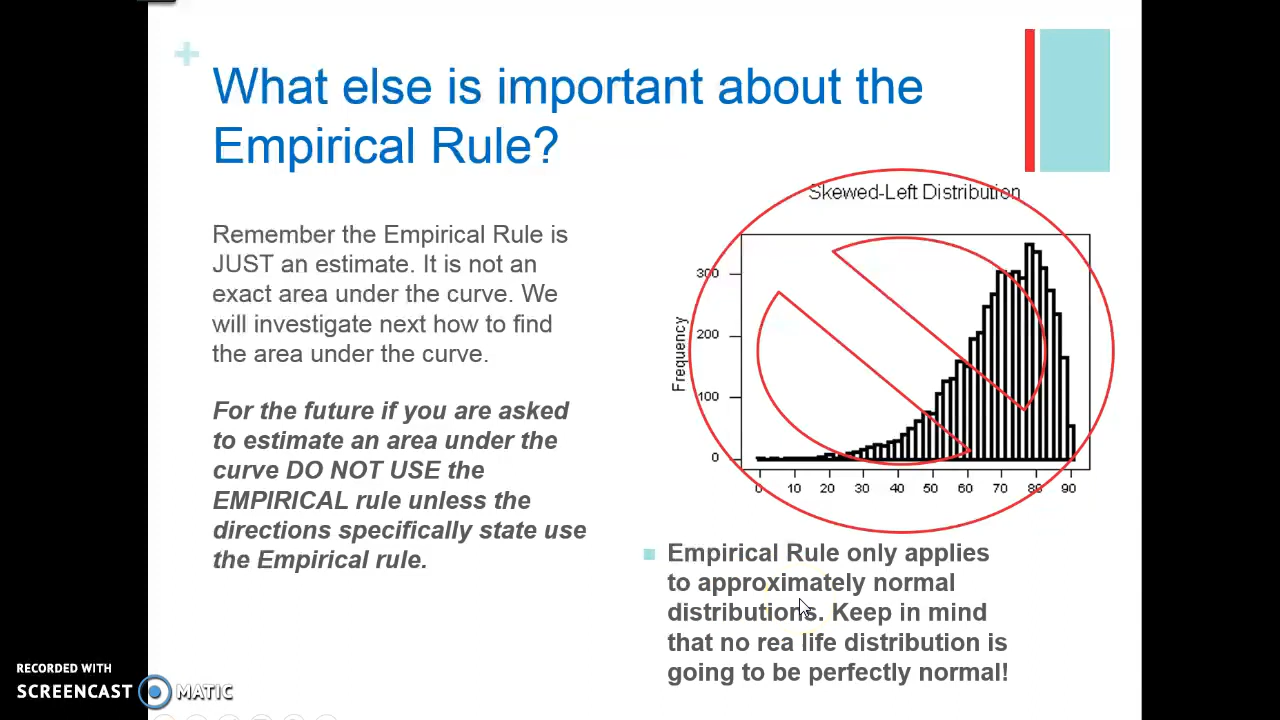 What else is important about the
Empirical Rule?
Remember the Empirical Rule is
JUST an estimate. It is not an
exact area under the curve. We
will investigate next how to find
the area under the curve.
For the future if you are asked
to estimate an area under the
curve DO NOT USE the
EMPIRICAL rule unless the
directions specifically state use
the Empirical rule.
Skewed-Left Distribution
Frequency
300
200
100
0
0 10 20 30 40 50 60 70 80 90
Empirical Rule only applies
to approximately normal
distributions. Keep in mind
that no rea life distribution is
going to be perfectly normal!
RECORDED WITH
SCREENCAST MATIC